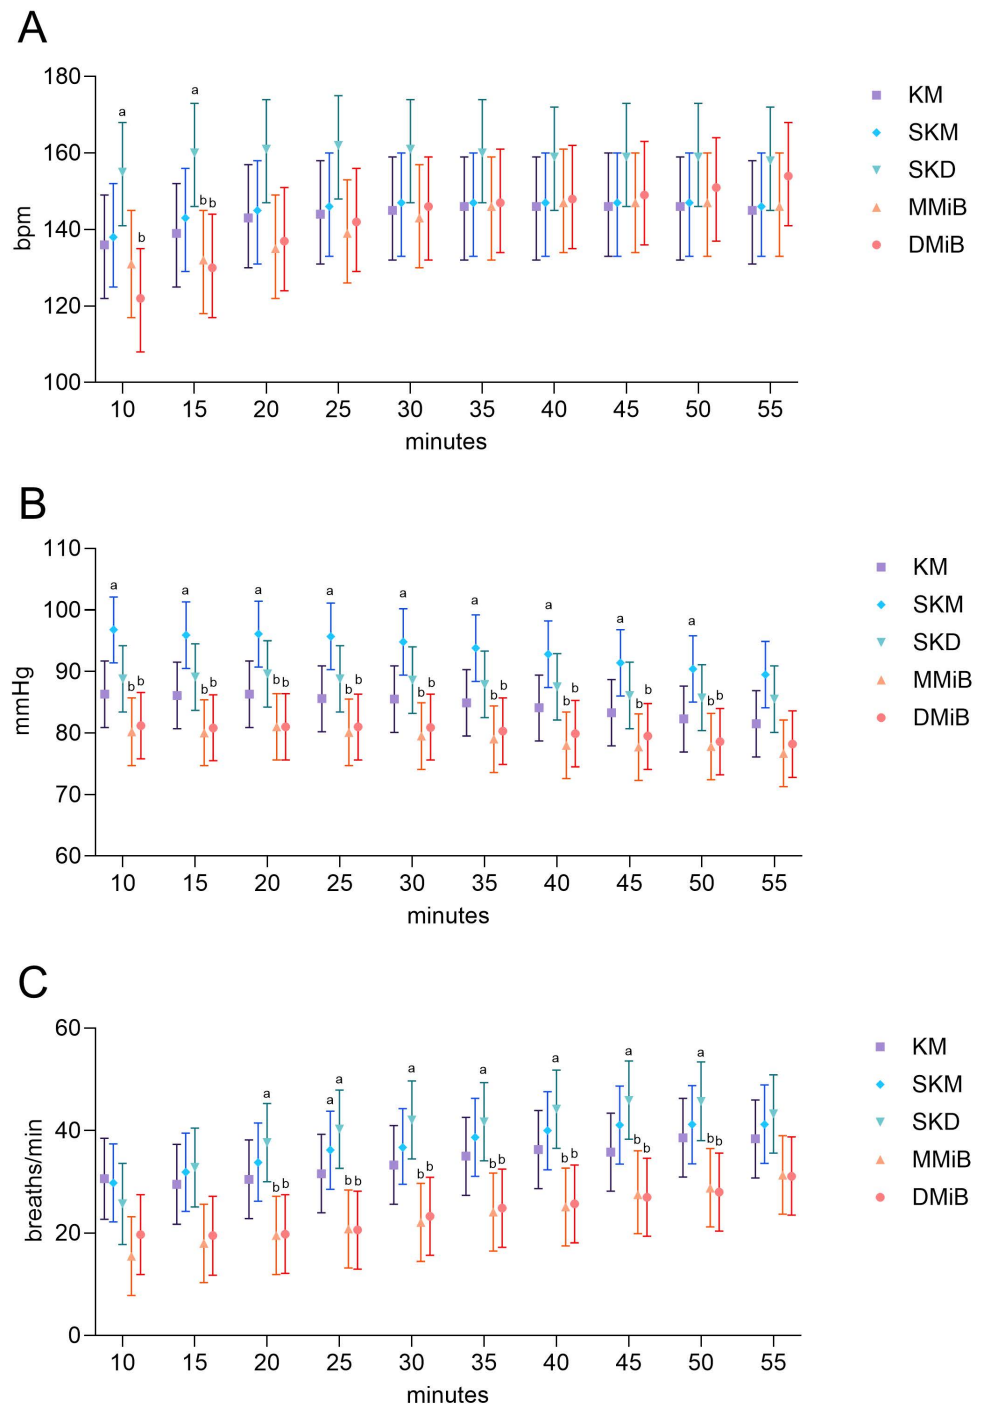 A
180
160
140
120
100
bpm
a
a
b
b b
10 15 20 25 30 35 40 45 50 55
minutes
KM
SKM
SKD
MMiB
DMiB
B
110
100
90
80
70
60
mmHg
a a a a a a a a a
b b b b b b b b b b b b b b b b b b
10 15 20 25 30 35 40 45 50 55
minutes
KM
SKM
SKD
MMiB
DMiB
C
60
40
20
0
breaths/min
a a a a a a a a
b b b b b b b b b b b b b b
10 15 20 25 30 35 40 45 50 55
minutes
KM
SKM
SKD
MMiB
DMiB